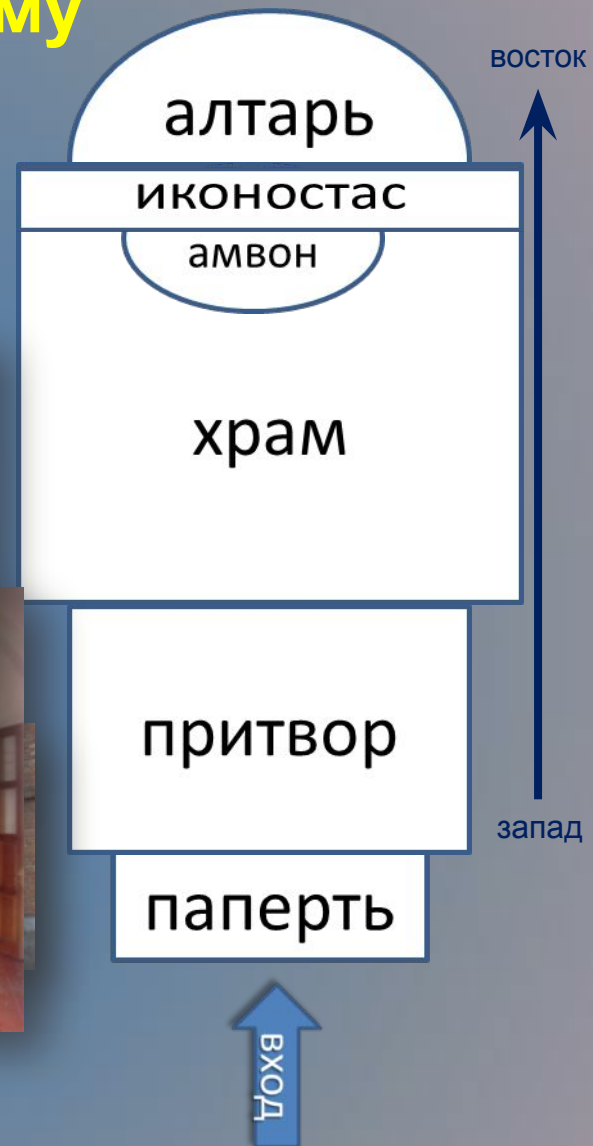 му
восток
алтарь
иконостас
амвон
храм
притвор
запад
паперть
вход